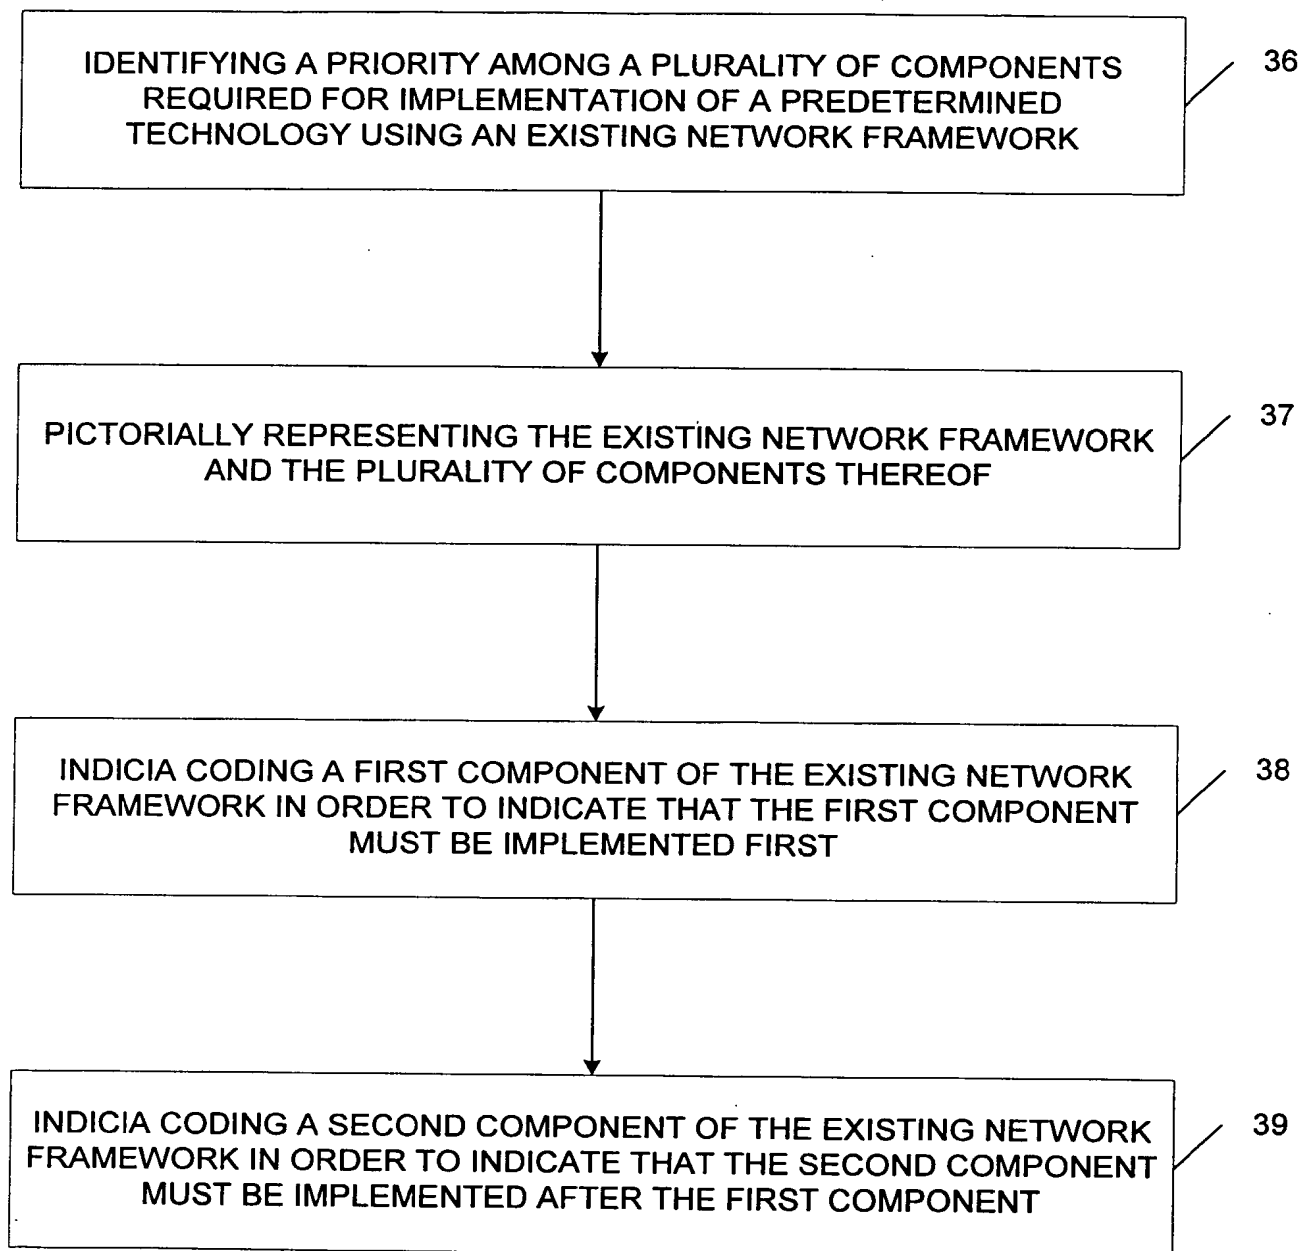 IDENTIFYING A PRIORITY AMONG A PLURALITY OF COMPONENTS
REQUIRED FOR IMPLEMENTATION OF A PREDETERMINED
TECHNOLOGY USING AN EXISTING NETWORK FRAMEWORK
36
PICTORIALLY REPRESENTING THE EXISTING NETWORK FRAMEWORK
AND THE PLURALITY OF COMPONENTS THEREOF
37
INDICIA CODING A FIRST COMPONENT OF THE EXISTING NETWORK
FRAMEWORK IN ORDER TO INDICATE THAT THE FIRST COMPONENT
MUST BE IMPLEMENTED FIRST
38
INDICIA CODING A SECOND COMPONENT OF THE EXISTING NETWORK
FRAMEWORK IN ORDER TO INDICATE THAT THE SECOND COMPONENT
MUST BE IMPLEMENTED AFTER THE FIRST COMPONENT
39